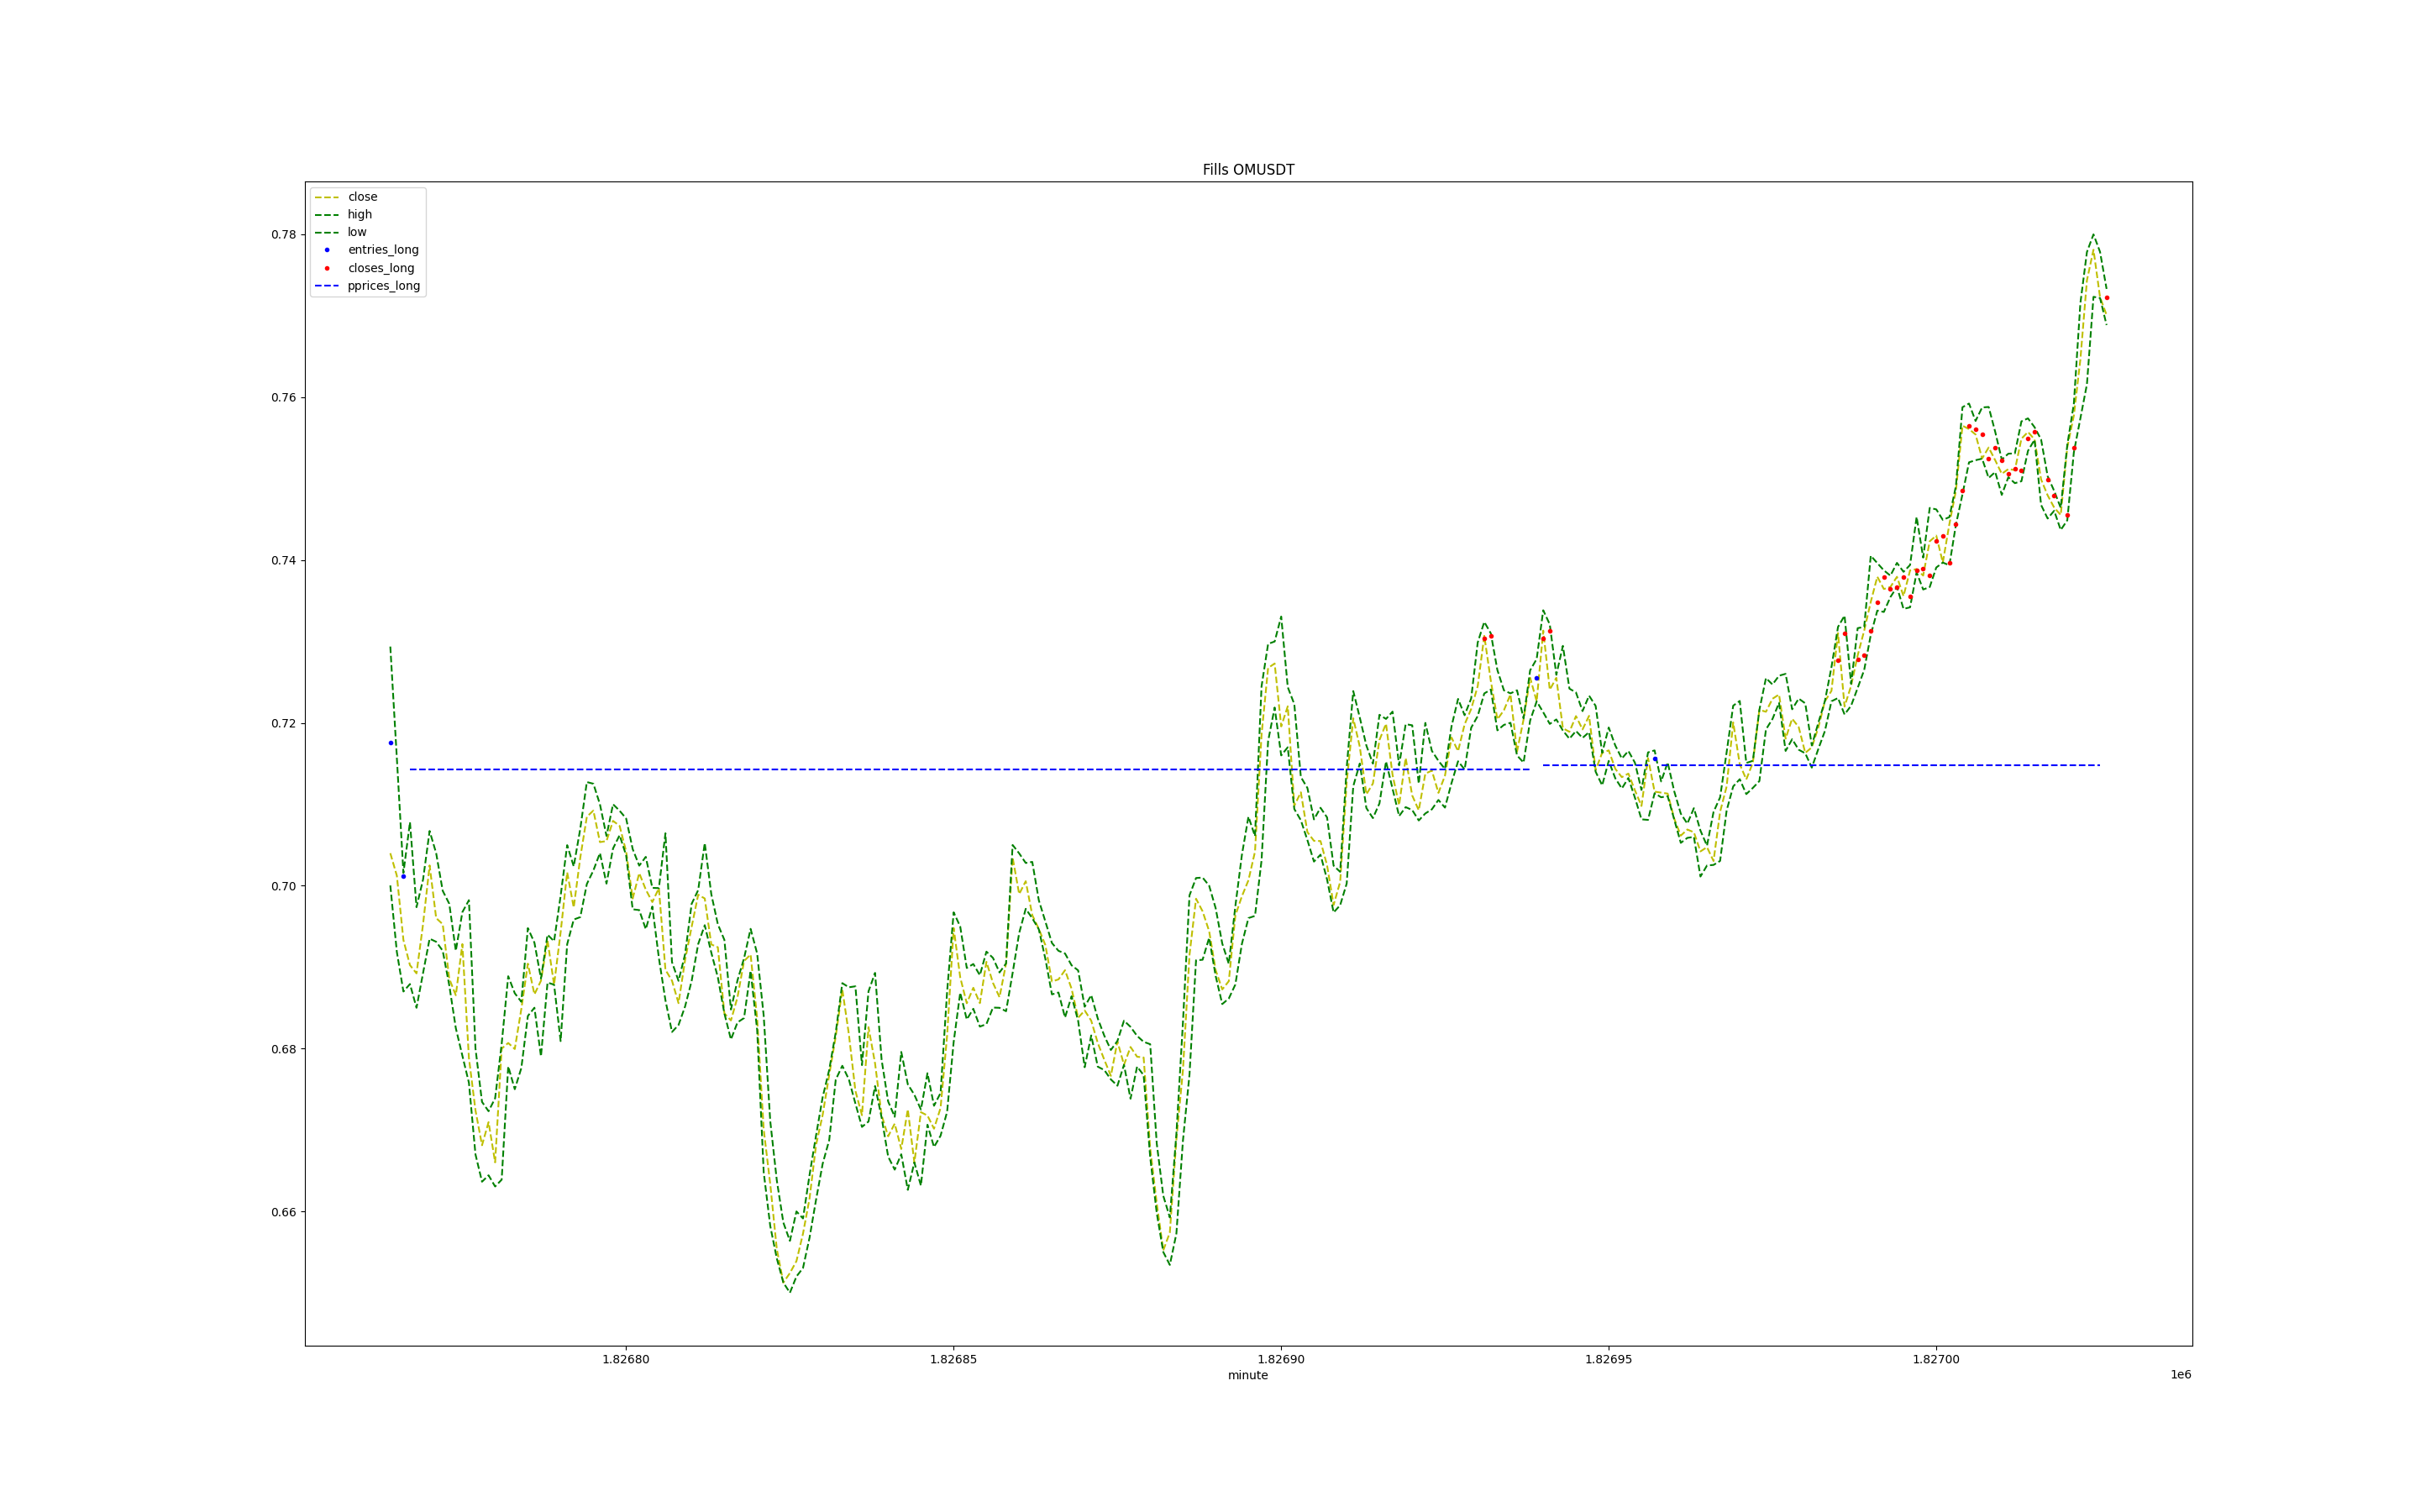 Fills OMUSDT
close
high
low
entries_long
closes_long
pprices_long
0.78
0.76
0.74
0.72
0.70
0.68
0.66
1.82680
1.82685
1.82690
1.82695
1.82700
minute
1e6